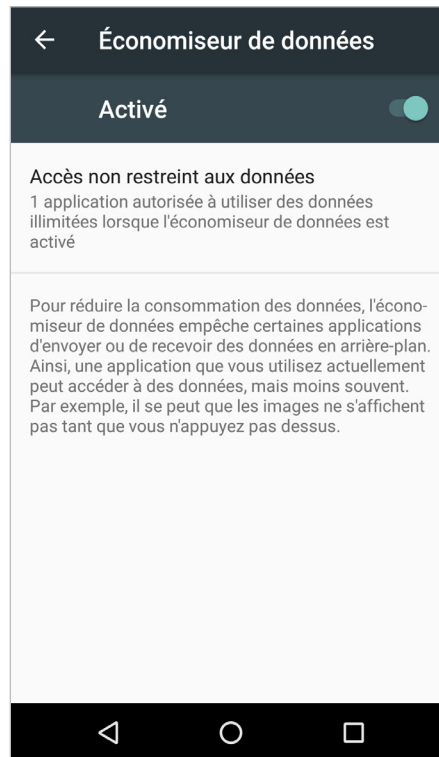 Économiseur de données
Activé
Accès non restreint aux données
1 application autorisée à utiliser des données
illimitées lorsque l'économiseur de données est
activé
Pour réduire la consommation des données, l'écono-
miseur de données empêche certaines applications
d'envoyer ou de recevoir des données en arrière-plan.
Ainsi, une application que vous utilisez actuellement
peut accéder à des données, mais moins souvent.
Par exemple, il se peut que les images ne s'affichent
pas tant que vous n'appuyez pas dessus.